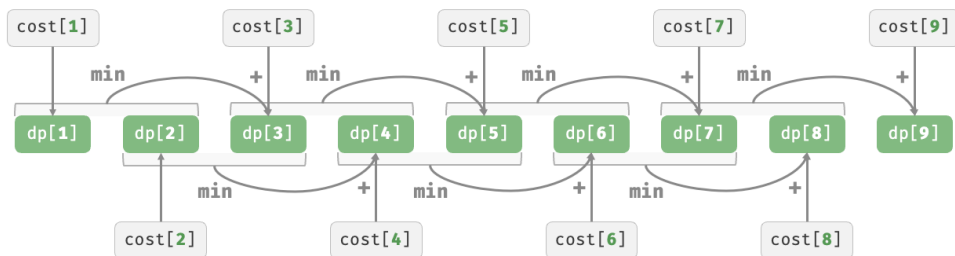 cost[1] cost[3] cost[5] cost[7] cost[9]
min + min + min + min +
dp[1] dp[2] dp[3] dp[4] dp[5] dp[6] dp[7] dp[8] dp[9]
min + min + min +
cost[2] cost[4] cost[6] cost[8]